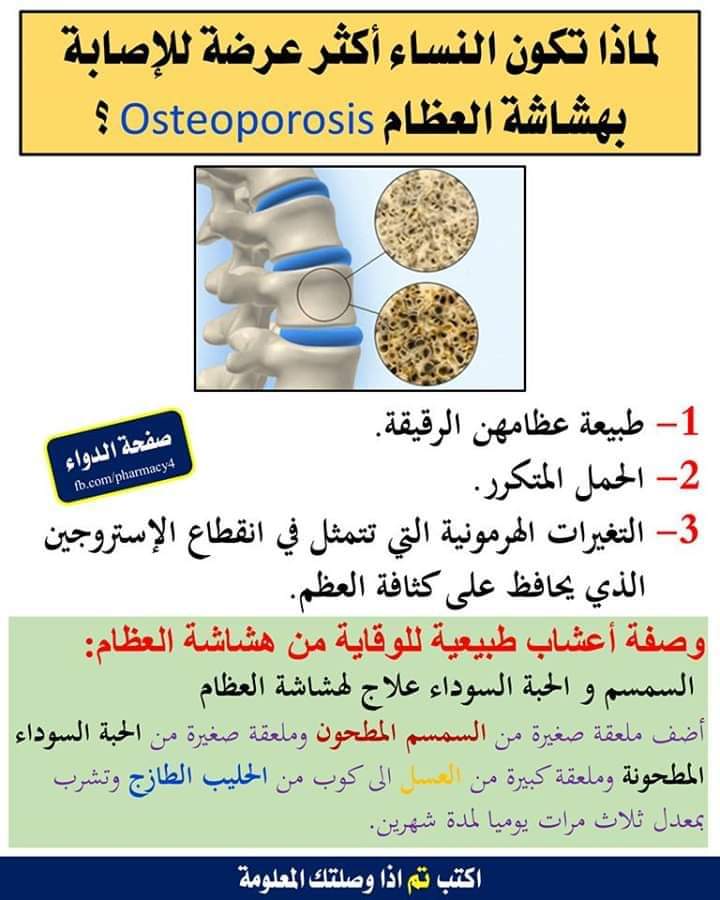 لماذا تكون النساء أكثر عرضة للإصابة
بهشاشة العظام Osteoporosis ؟
صفحة الدواء
fb.com/pharmacy4
1- طبيعة عظامهن الرقيقة.
2- الحمل المتكرر.
3- التغيرات الهرمونية التي تتمثل في انقطاع الإستروجين
الذي يحافظ على كثافة العظم.
وصفة أعشاب طبيعية للوقاية من هشاشة العظام:
السمسم و الحبة السوداء علاج لهشاشة العظام
أضف ملعقة صغيرة من السمسم المطحون وملعقة صغيرة من الحبة السوداء
المطحونة وملعقة كبيرة من العسل الى كوب من الحليب الطازج وتشرب
بمعدل ثلاث مرات يوميا لمدة شهرين.
اكتب تم اذا وصلتك المعلومة